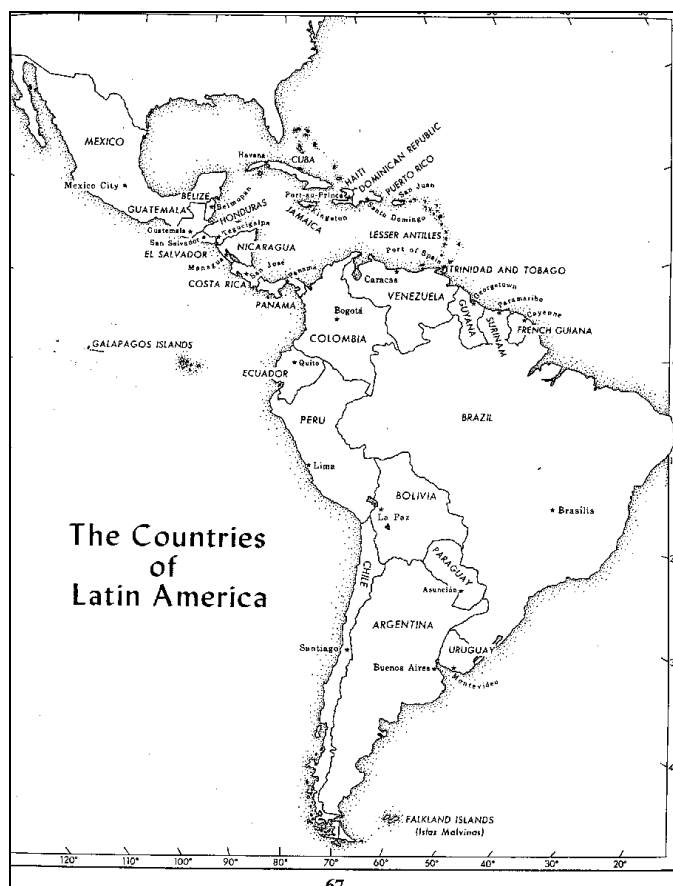 MEXICO
Mexico City
Havana
CUBA
HAITI
DOMINICAN REPUBLIC
PUERTO RICO
San Juan
Port-au-Prince
Santo Domingo
Kingston
JAMAICA
BELIZE
Belmopan
GUATEMALA
HONDURAS
Guatemala
Tegucigalpa
San Salvador
EL SALVADOR
NICARAGUA
Managua
San José
COSTA RICA
Panama
PANAMA
LESSER ANTILLES
Port of Spain
TRINIDAD AND TOBAGO
Caracas
VENEZUELA
Georgetown
Paramaribo
Cayenne
GUYANA
SURINAM
FRENCH GUIANA
Bogotá
COLOMBIA
GALAPAGOS ISLANDS
ECUADOR
Quito
PERU
BRAZIL
Lima
BOLIVIA
La Paz
Brasilia
The Countries
of
Latin America
CHILE
PARAGUAY
Asunción
ARGENTINA
Santiago
URUGUAY
Buenos Aires
Montevideo
FALKLAND ISLANDS
(Islas Malvinas)
120° 110° 100° 90° 80° 70° 60° 50° 40° 30° 20°
67